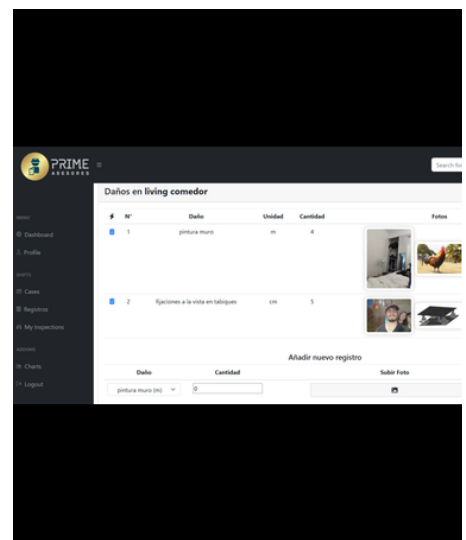 PRIME
ASESORES
Search for
Daños en living comedor
N° Daño Unidad Cantidad Fotos
MENU
Dashboard
Profile
1 pintura muro m 4
Cases
Registros
My Inspections
2 fijaciones a la vista en tabiques cm 5
Charts
Logout
Añadir nuevo registro
Daño Cantidad Subir Foto
pintura muro (m) 0